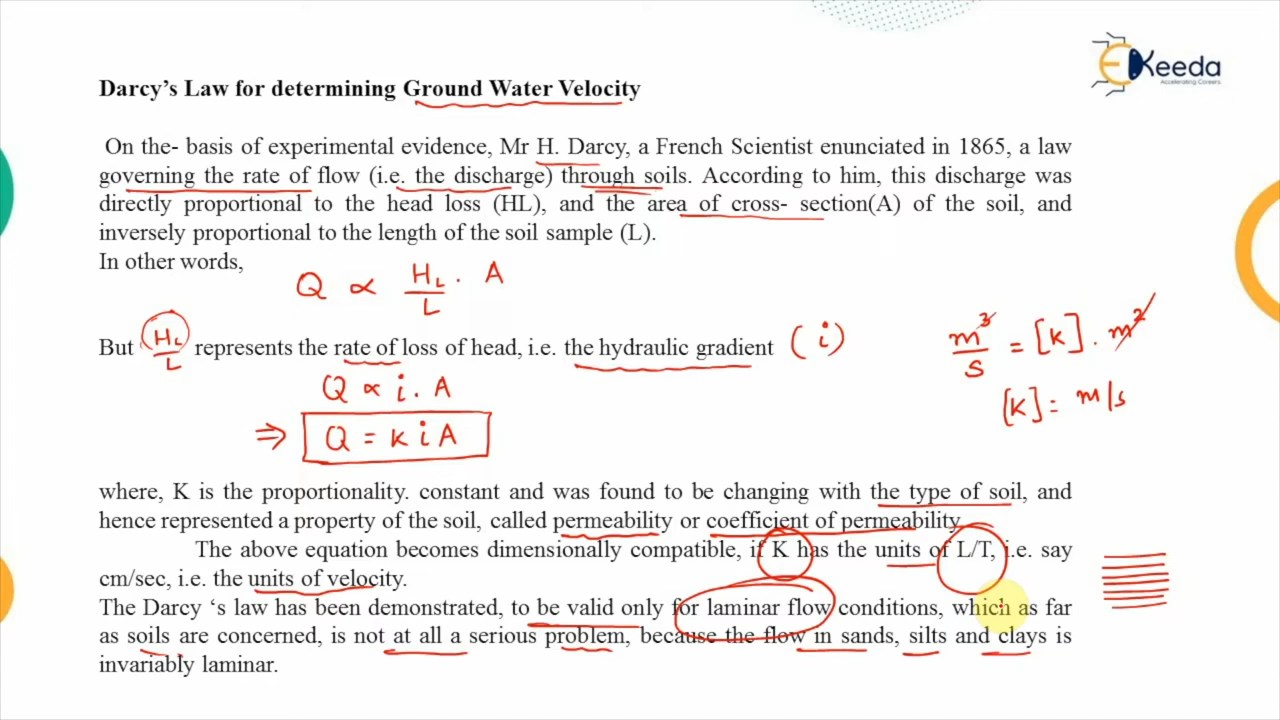 EKeeda
Accelerating Careers
Darcy's Law for determining Ground Water Velocity
On the- basis of experimental evidence, Mr H. Darcy, a French Scientist enunciated in 1865, a law
governing the rate of flow (i.e. the discharge) through soils. According to him, this discharge was
directly proportional to the head loss (HL), and the area of cross- section(A) of the soil, and
inversely proportional to the length of the soil sample (L).
In other words,
Q ∝ H_L/L . A
But H_L/L represents the rate of loss of head, i.e. the hydraulic gradient (i)
m³/s = [K] . m²
Q ∝ i . A
[K] = m/s
⇒ Q = K i A
where, K is the proportionality. constant and was found to be changing with the type of soil, and
hence represented a property of the soil, called permeability or coefficient of permeability.
The above equation becomes dimensionally compatible, if K has the units of L/T, i.e. say
cm/sec, i.e. the units of velocity.
The Darcy ‘s law has been demonstrated, to be valid only for laminar flow conditions, which as far
as soils are concerned, is not at all a serious problem, because the flow in sands, silts and clays is
invariably laminar.